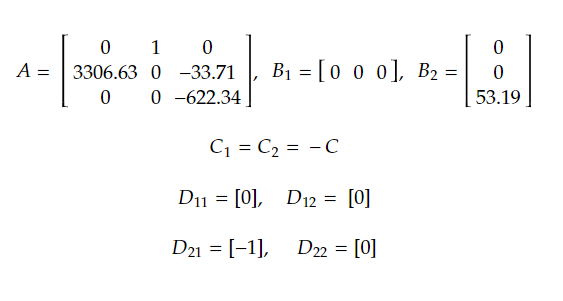 A = [ 0 1 0 ; 3306.63 0 −33.71 ; 0 0 −622.34 ], B₁ = [ 0 0 0 ], B₂ = [ 0 ; 0 ; 53.19 ]
C₁ = C₂ = − C
D₁₁ = [0], D₁₂ = [0]
D₂₁ = [−1], D₂₂ = [0]